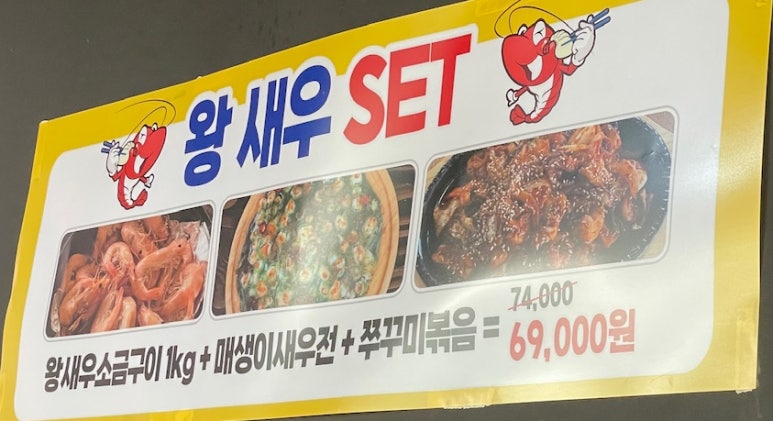 왕 새우 SET
74,000
왕새우소금구이 1kg + 매생이새우전 + 쭈꾸미볶음 = 69,000원